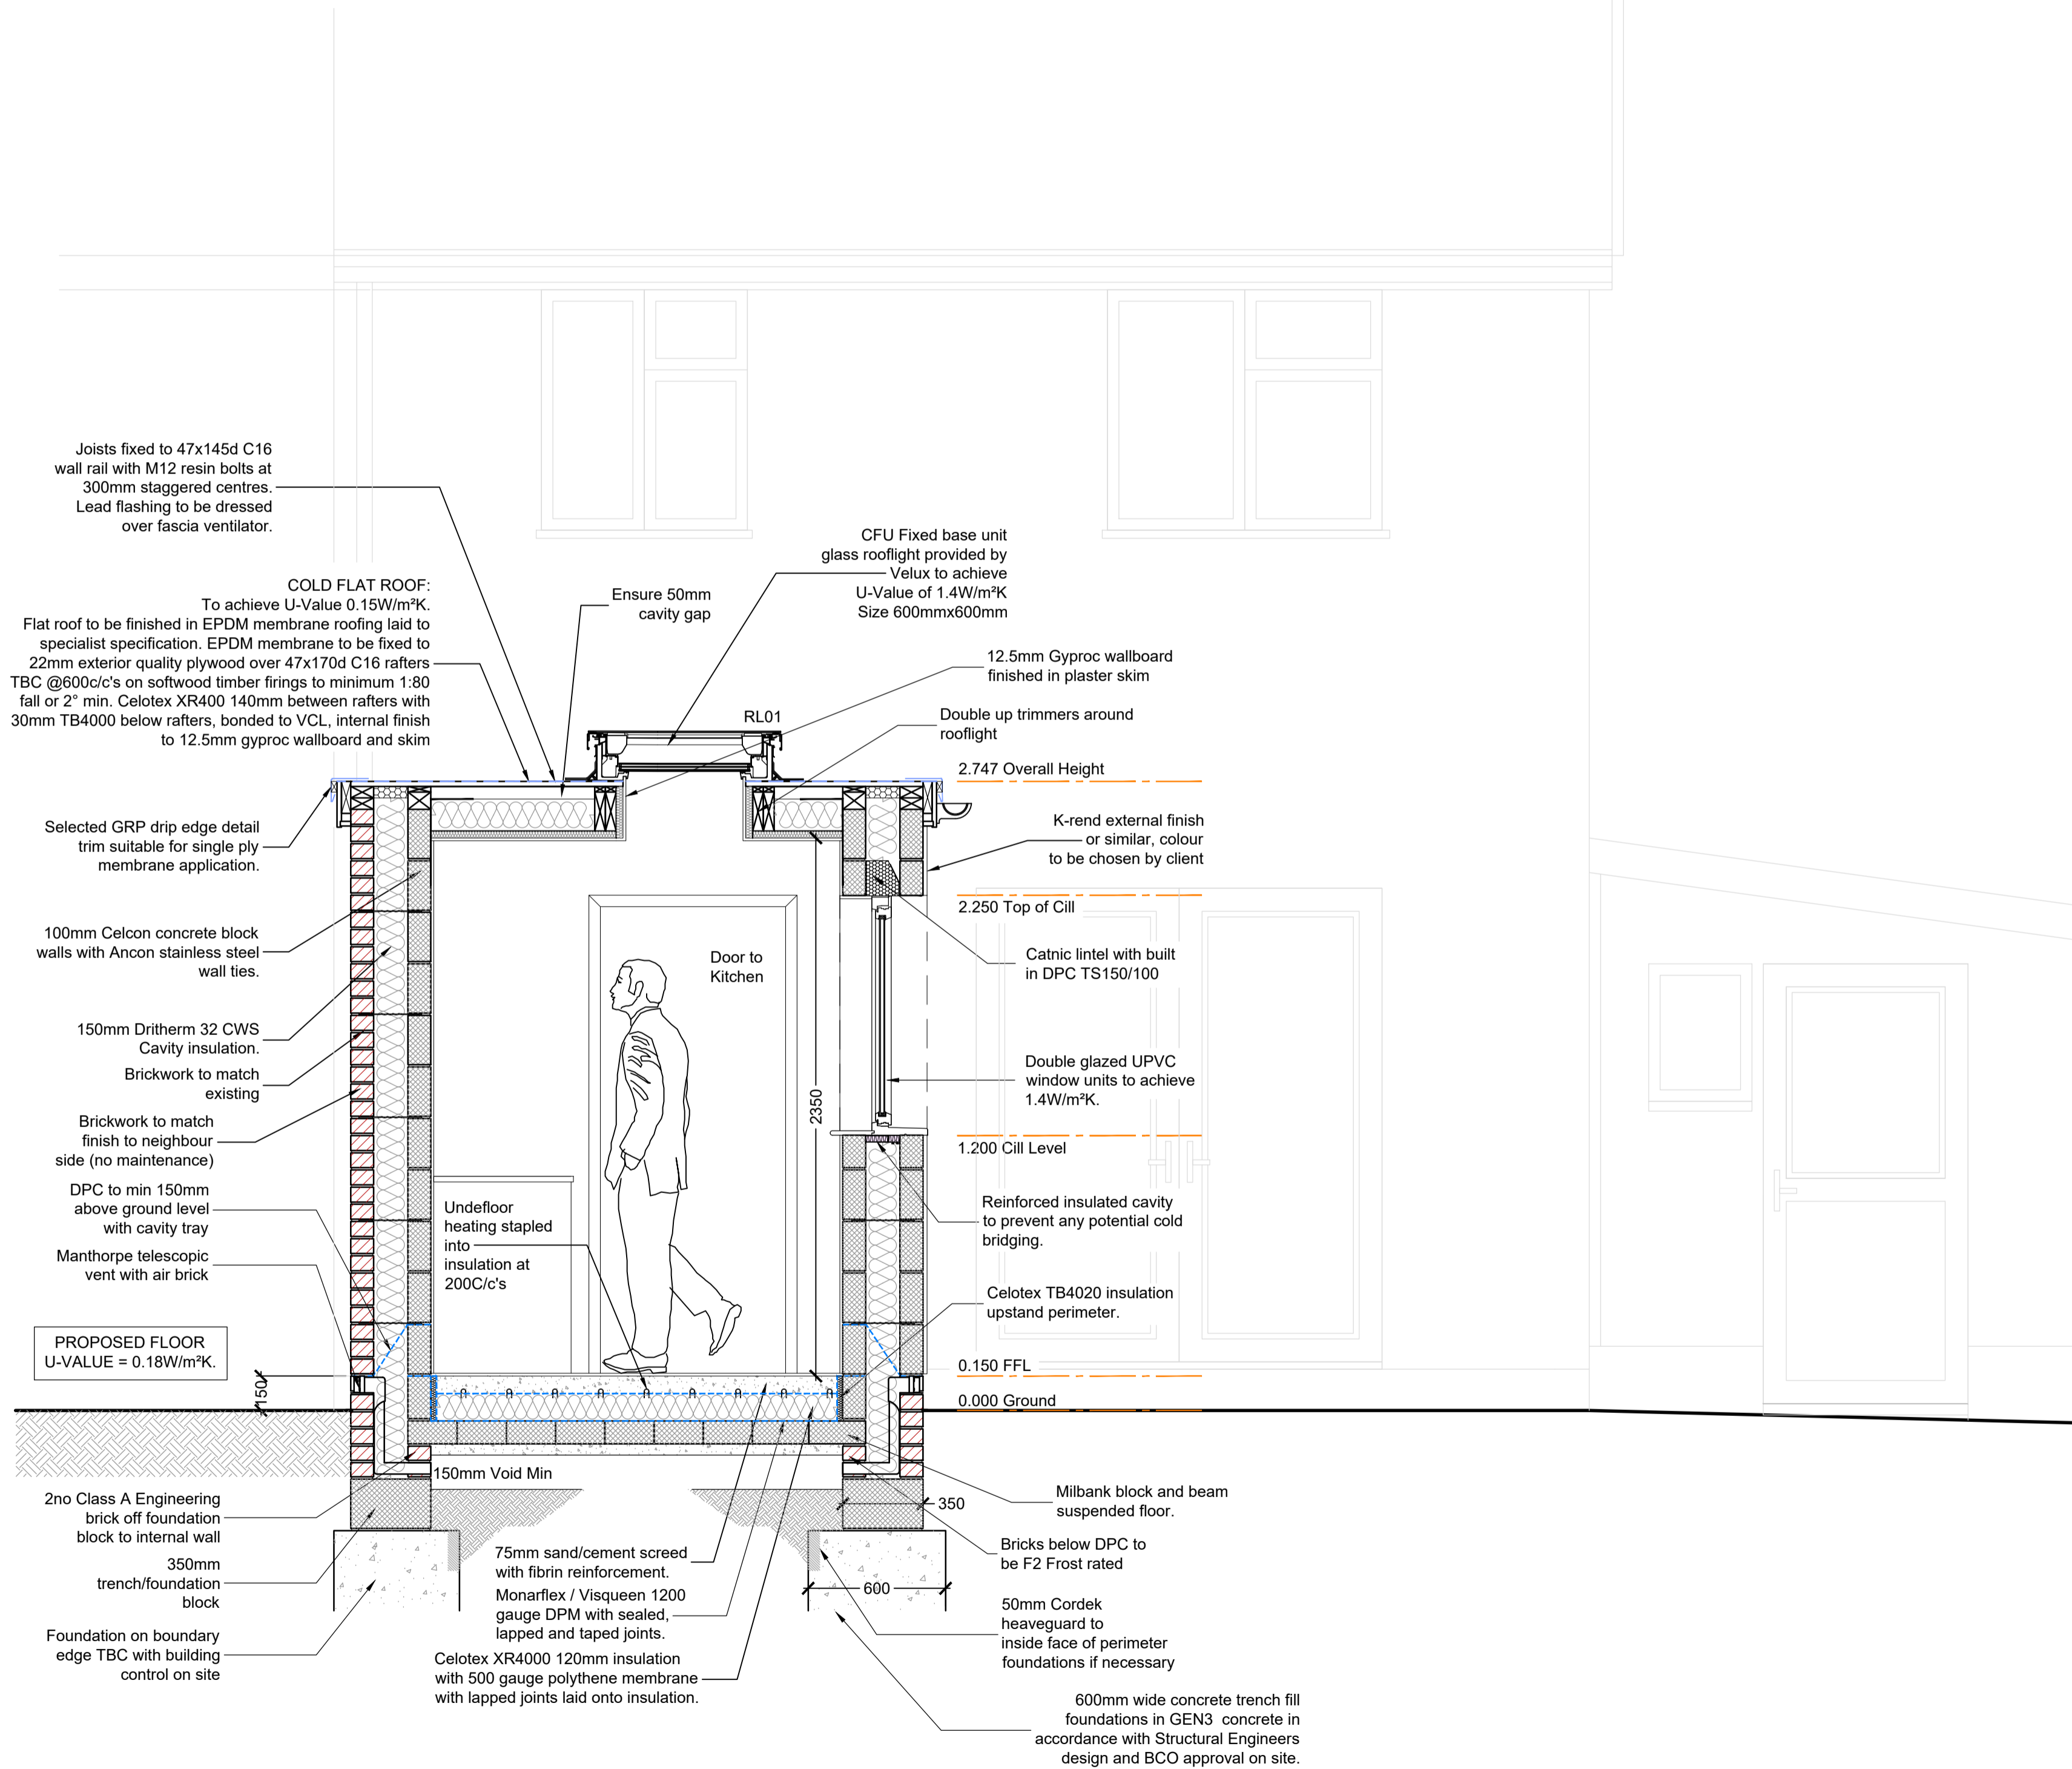 Joists fixed to 47x145d C16
wall rail with M12 resin bolts at
300mm staggered centres.
Lead flashing to be dressed
over fascia ventilator.
CFU Fixed base unit
glass rooflight provided by
Velux to achieve
U-Value of 1.4W/m²K
Size 600mmx600mm
COLD FLAT ROOF:
To achieve U-Value 0.15W/m²K.
Flat roof to be finished in EPDM membrane roofing laid to
specialist specification. EPDM membrane to be fixed to
22mm exterior quality plywood over 47x170d C16 rafters
TBC @600c/c's on softwood timber firings to minimum 1:80
fall or 2° min. Celotex XR400 140mm between rafters with
30mm TB4000 below rafters, bonded to VCL, internal finish
to 12.5mm gyproc wallboard and skim
Ensure 50mm
cavity gap
12.5mm Gyproc wallboard
finished in plaster skim
RL01
Double up trimmers around
rooflight
2.747 Overall Height
Selected GRP drip edge detail
trim suitable for single ply
membrane application.
K-rend external finish
or similar, colour
to be chosen by client
2.250 Top of Cill
100mm Celcon concrete block
walls with Ancon stainless steel
wall ties.
Door to
Kitchen
Catnic lintel with built
in DPC TS150/100
150mm Dritherm 32 CWS
Cavity insulation.
Brickwork to match
existing
Double glazed UPVC
window units to achieve
1.4W/m²K.
2350
Brickwork to match
finish to neighbour
side (no maintenance)
1.200 Cill Level
DPC to min 150mm
above ground level
with cavity tray
Undefloor
heating stapled
into
insulation at
200C/c's
Reinforced insulated cavity
to prevent any potential cold
bridging.
Manthorpe telescopic
vent with air brick
Celotex TB4020 insulation
upstand perimeter.
PROPOSED FLOOR
U-VALUE = 0.18W/m²K.
0.150 FFL
150
0.000 Ground
150mm Void Min
2no Class A Engineering
brick off foundation
block to internal wall
350
Milbank block and beam
suspended floor.
75mm sand/cement screed
with fibrin reinforcement.
Bricks below DPC to
be F2 Frost rated
350mm
trench/foundation
block
600
Monarflex / Visqueen 1200
gauge DPM with sealed,
lapped and taped joints.
50mm Cordek
heaveguard to
inside face of perimeter
foundations if necessary
Foundation on boundary
edge TBC with building
control on site
Celotex XR4000 120mm insulation
with 500 gauge polythene membrane
with lapped joints laid onto insulation.
600mm wide concrete trench fill
foundations in GEN3 concrete in
accordance with Structural Engineers
design and BCO approval on site.